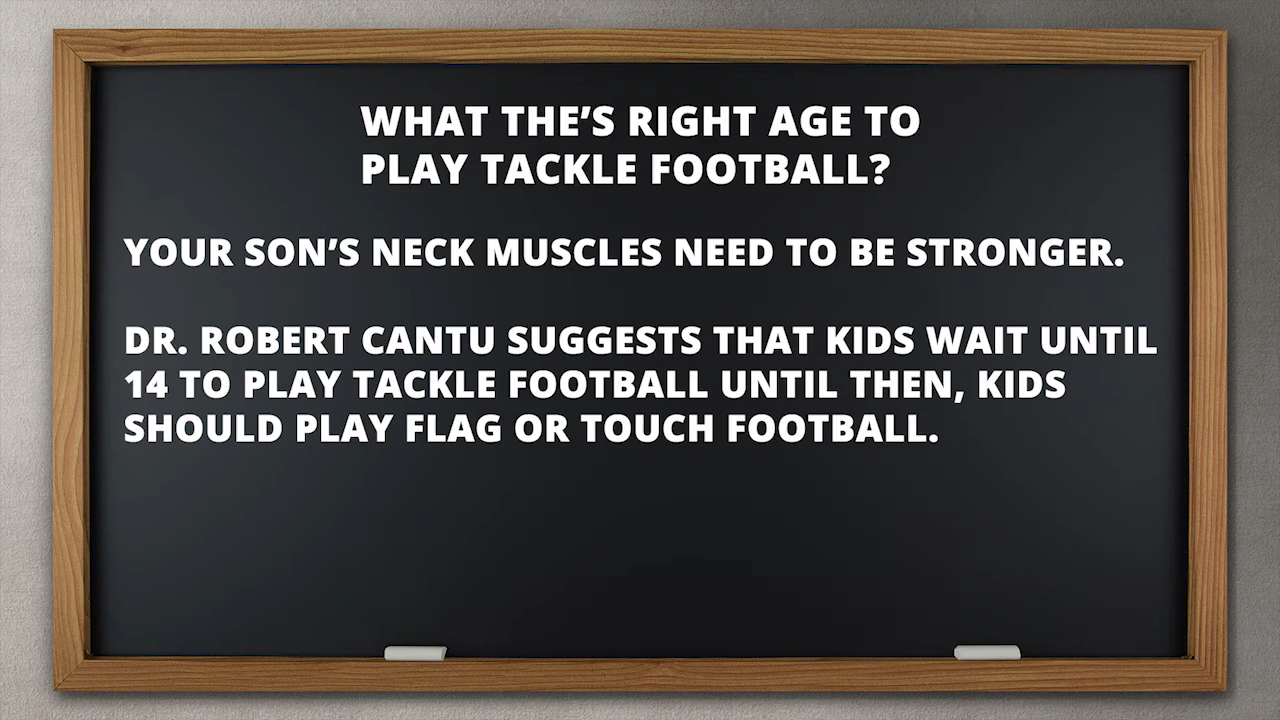 WHAT THE'S RIGHT AGE TO
PLAY TACKLE FOOTBALL?
YOUR SON'S NECK MUSCLES NEED TO BE STRONGER.
DR. ROBERT CANTU SUGGESTS THAT KIDS WAIT UNTIL
14 TO PLAY TACKLE FOOTBALL UNTIL THEN, KIDS
SHOULD PLAY FLAG OR TOUCH FOOTBALL.